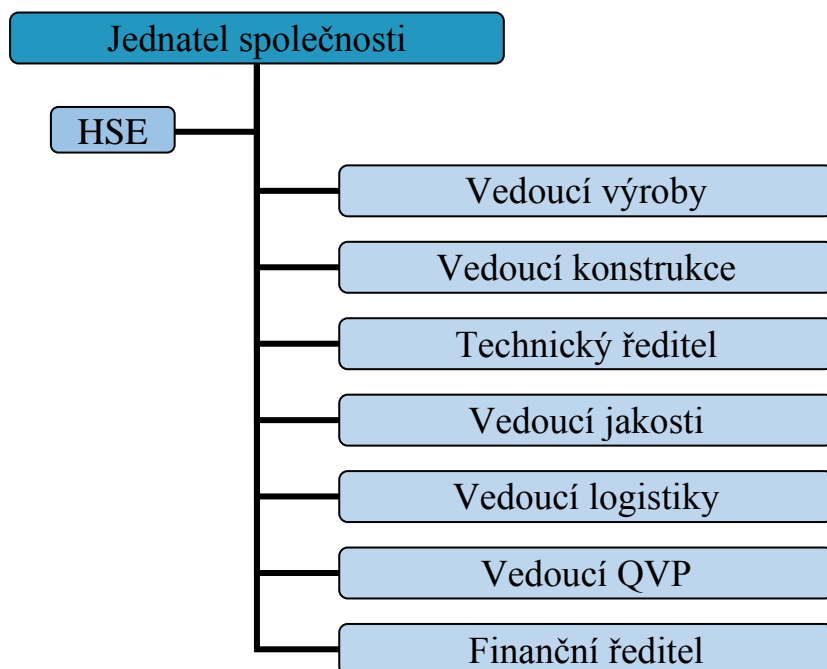 Jednatel společnosti
HSE
Vedoucí výroby
Vedoucí konstrukce
Technický ředitel
Vedoucí jakosti
Vedoucí logistiky
Vedoucí QVP
Finanční ředitel